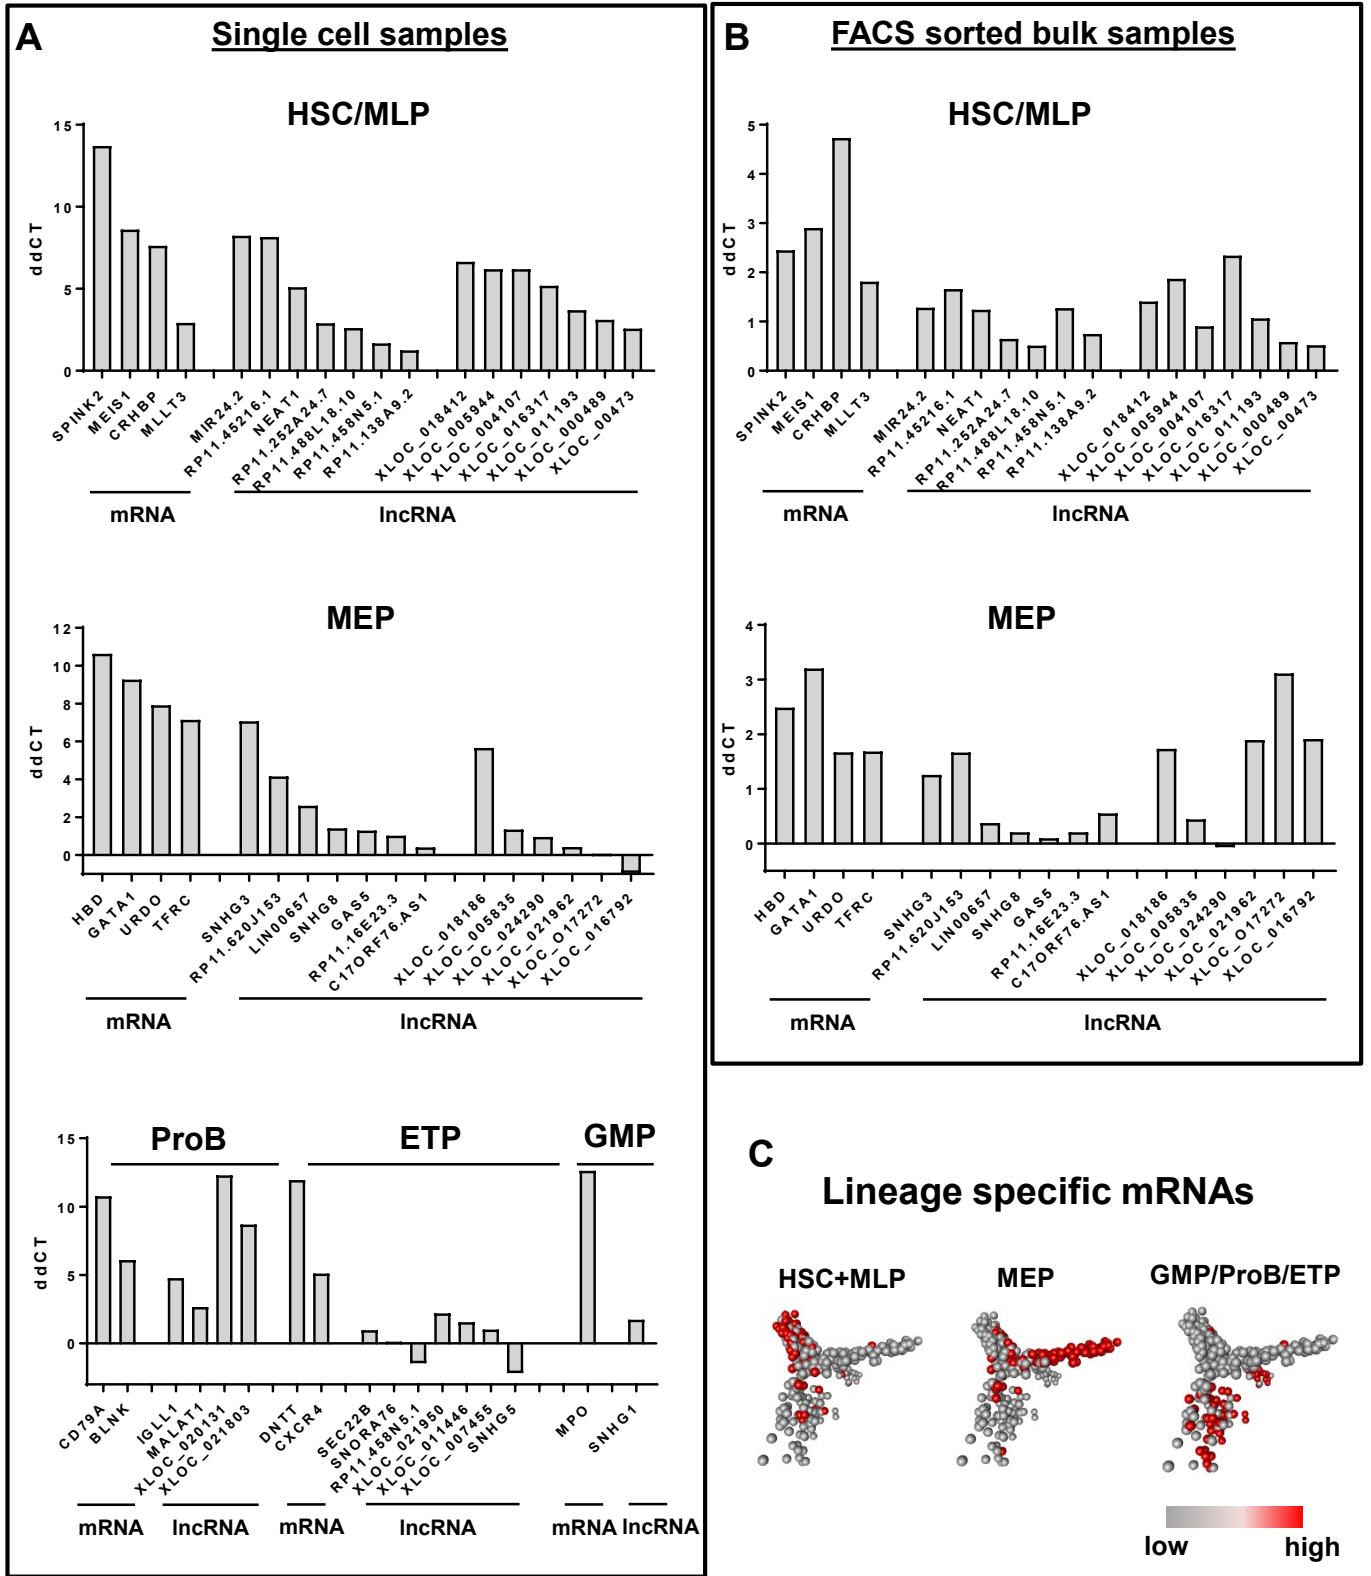 A
Single cell samples
HSC/MLP
15
10
5
0
ddCT
SPINK2
MEIS1
CRHBP
MLLT3
MIR24.2
RP11.45216.1
NEAT1
RP11.252A24.7
RP11.488L18.10
RP11.458N5.1
RP11.138A9.2
XLOC_018412
XLOC_005944
XLOC_004107
XLOC_016317
XLOC_011193
XLOC_000489
XLOC_00473
mRNA
lncRNA
MEP
12
10
8
6
4
2
0
ddCT
HBD
GATA1
URDO
TFRC
SNHG3
RP11.620J153
LIN00657
SNHG8
GAS5
RP11.16E23.3
C17ORF76.AS1
XLOC_018186
XLOC_005835
XLOC_024290
XLOC_021962
XLOC_O17272
XLOC_016792
mRNA
lncRNA
ProB
ETP
GMP
15
10
5
0
ddCT
CD79A
BLNK
IGLL1
MALAT1
XLOC_020131
XLOC_021803
DNTT
CXCR4
SEC22B
SNORA76
RP11.458N5.1
XLOC_021950
XLOC_011446
XLOC_007455
SNHG5
MPO
SNHG1
mRNA
lncRNA
mRNA
lncRNA
mRNA
lncRNA
B
FACS sorted bulk samples
HSC/MLP
5
4
3
2
1
0
ddCT
SPINK2
MEIS1
CRHBP
MLLT3
MIR24.2
RP11.45216.1
NEAT1
RP11.252A24.7
RP11.488L18.10
RP11.458N5.1
RP11.138A9.2
XLOC_018412
XLOC_005944
XLOC_004107
XLOC_016317
XLOC_011193
XLOC_000489
XLOC_00473
mRNA
lncRNA
MEP
4
3
2
1
0
ddCT
HBD
GATA1
URDO
TFRC
SNHG3
RP11.620J153
LIN00657
SNHG8
GAS5
RP11.16E23.3
C17ORF76.AS1
XLOC_018186
XLOC_005835
XLOC_024290
XLOC_021962
XLOC_O17272
XLOC_016792
mRNA
lncRNA
C
Lineage specific mRNAs
HSC+MLP
MEP
GMP/ProB/ETP
low
high